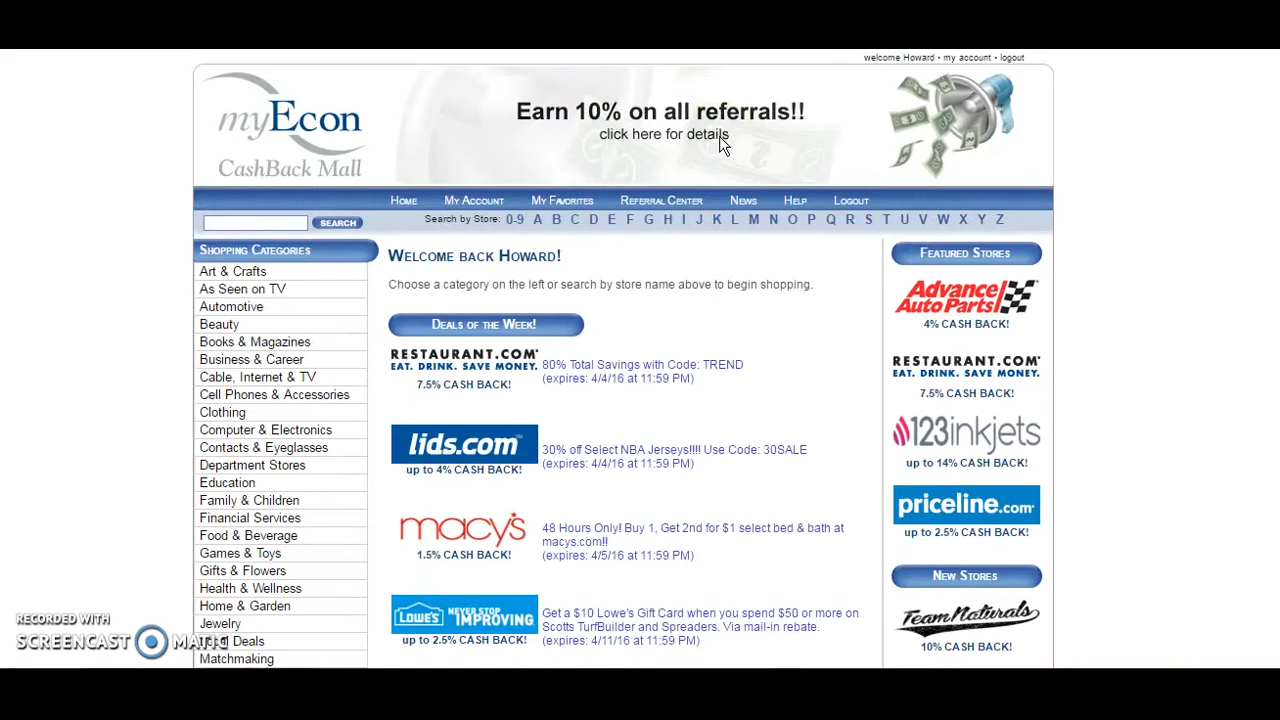 welcome Howard • my account • logout
myEcon
CashBack Mall
Earn 10% on all referrals!!
click here for details
Home My Account My Favorites Referral Center News Help Logout
SEARCH
Search by Store: 0-9 A B C D E F G H I J K L M N O P Q R S T U V W X Y Z
Shopping Categories
Art & Crafts
As Seen on TV
Automotive
Beauty
Books & Magazines
Business & Career
Cable, Internet & TV
Cell Phones & Accessories
Clothing
Computer & Electronics
Contacts & Eyeglasses
Department Stores
Education
Family & Children
Financial Services
Food & Beverage
Games & Toys
Gifts & Flowers
Health & Wellness
Home & Garden
Jewelry
Deals
Matchmaking
Welcome back Howard!
Choose a category on the left or search by store name above to begin shopping.
Deals of the Week!
RESTAURANT.COM
EAT. DRINK. SAVE MONEY.
7.5% CASH BACK!
80% Total Savings with Code: TREND
(expires: 4/4/16 at 11:59 PM)
lids.com
up to 4% CASH BACK!
30% off Select NBA Jerseys!!!! Use Code: 30SALE
(expires: 4/4/16 at 11:59 PM)
macy's
1.5% CASH BACK!
48 Hours Only! Buy 1, Get 2nd for $1 select bed & bath at
macys.com!!
(expires: 4/5/16 at 11:59 PM)
LOWE'S NEVER STOP IMPROVING
up to 2.5% CASH BACK!
Get a $10 Lowe's Gift Card when you spend $50 or more on
Scotts TurfBuilder and Spreaders. Via mail-in rebate.
(expires: 4/11/16 at 11:59 PM)
Featured Stores
Advance Auto Parts
4% CASH BACK!
RESTAURANT.COM
EAT. DRINK. SAVE MONEY.
7.5% CASH BACK!
123inkjets
up to 14% CASH BACK!
priceline.com
up to 2.5% CASH BACK!
New Stores
TeamNaturals
10% CASH BACK!
RECORDED WITH
SCREENCAST MATIC